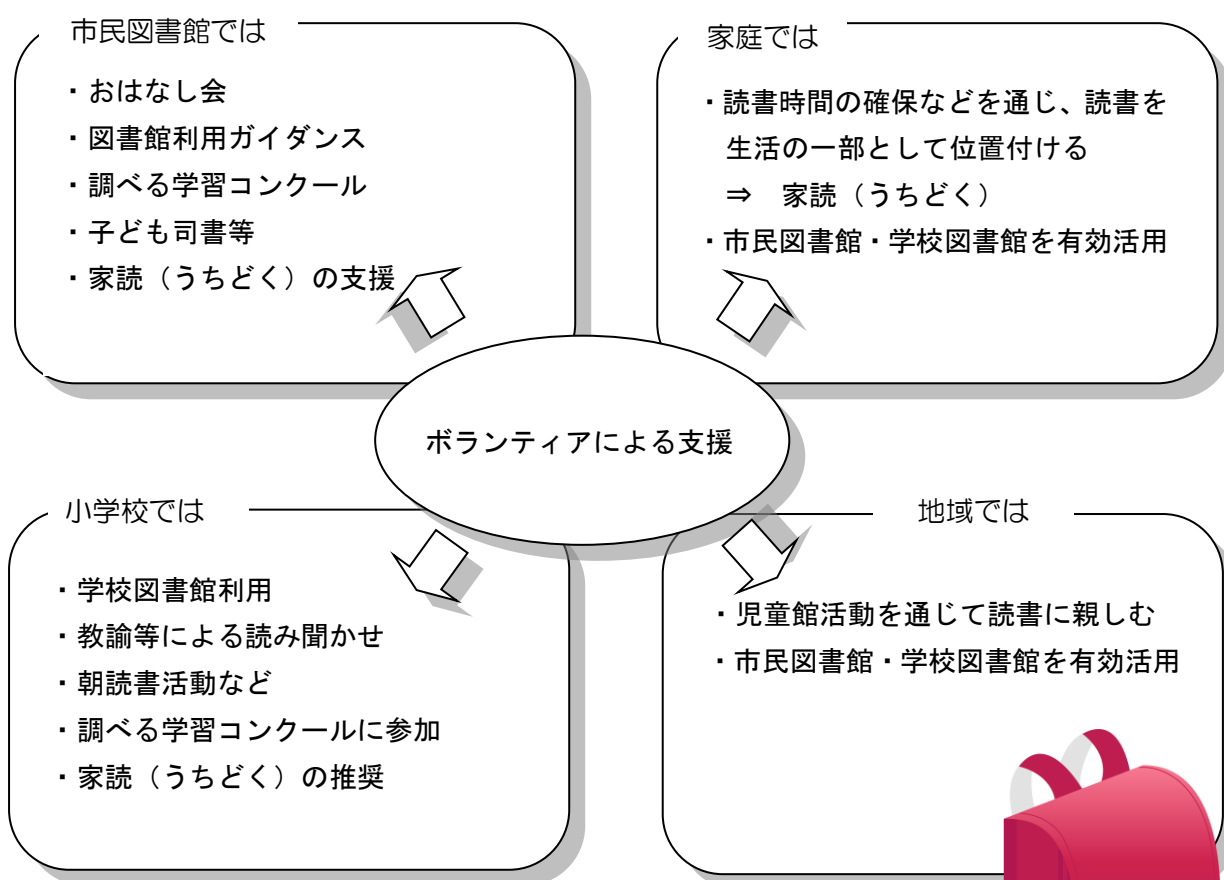 市民図書館では
・おはなし会
・図書館利用ガイダンス
・調べる学習コンクール
・子ども司書等
・家読（うちどく）の支援
家庭では
・読書時間の確保などを通じ、読書を
生活の一部として位置付ける
⇒　家読（うちどく）
・市民図書館・学校図書館を有効活用
ボランティアによる支援
小学校では
・学校図書館利用
・教諭等による読み聞かせ
・朝読書活動など
・調べる学習コンクールに参加
・家読（うちどく）の推奨
地域では
・児童館活動を通じて読書に親しむ
・市民図書館・学校図書館を有効活用